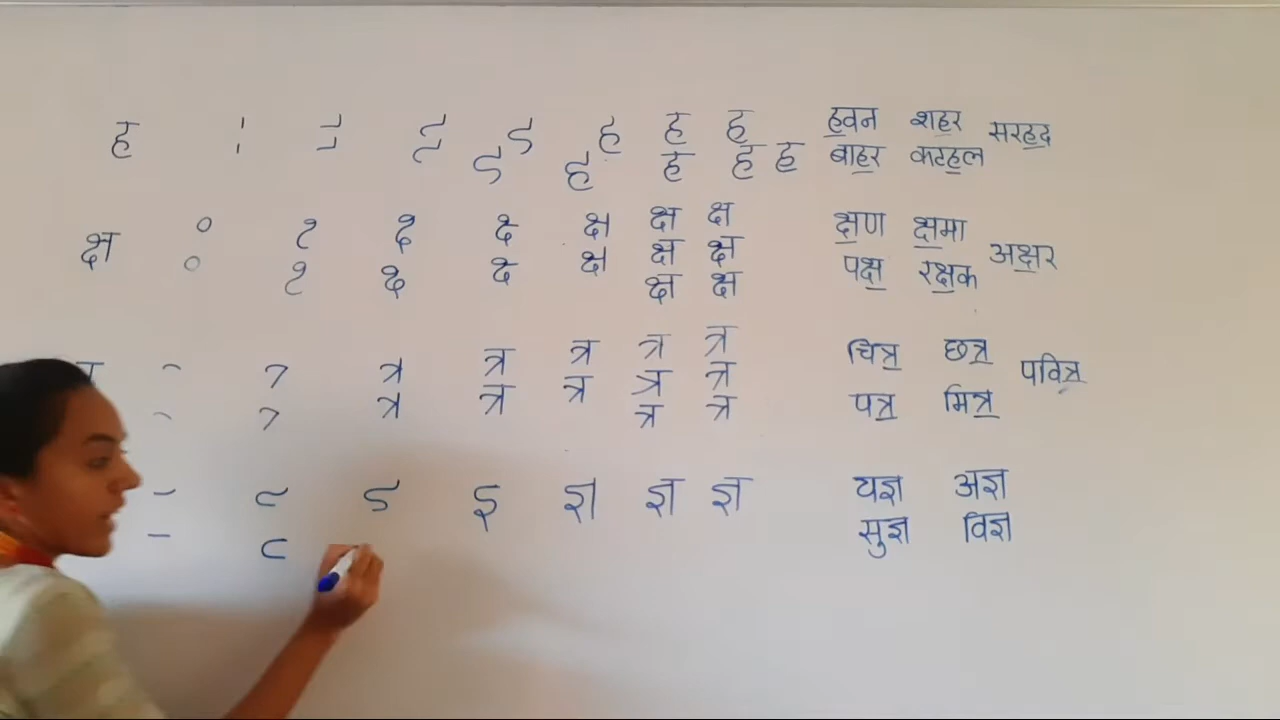 ह ह ह ह हवन शहर सरहद
ह ह ह ह बाहर कटहल
क्ष क्ष क्ष क्ष क्षण क्षमा अक्षर
क्ष क्ष क्ष पक्ष रक्षक
क्ष क्ष
त्र त्र त्र त्र चित्र छत्र पवित्र
त्र त्र त्र त्र त्र पत्र मित्र
त्र त्र
ज्ञ ज्ञ ज्ञ यज्ञ अज्ञ
सुज्ञ विज्ञ